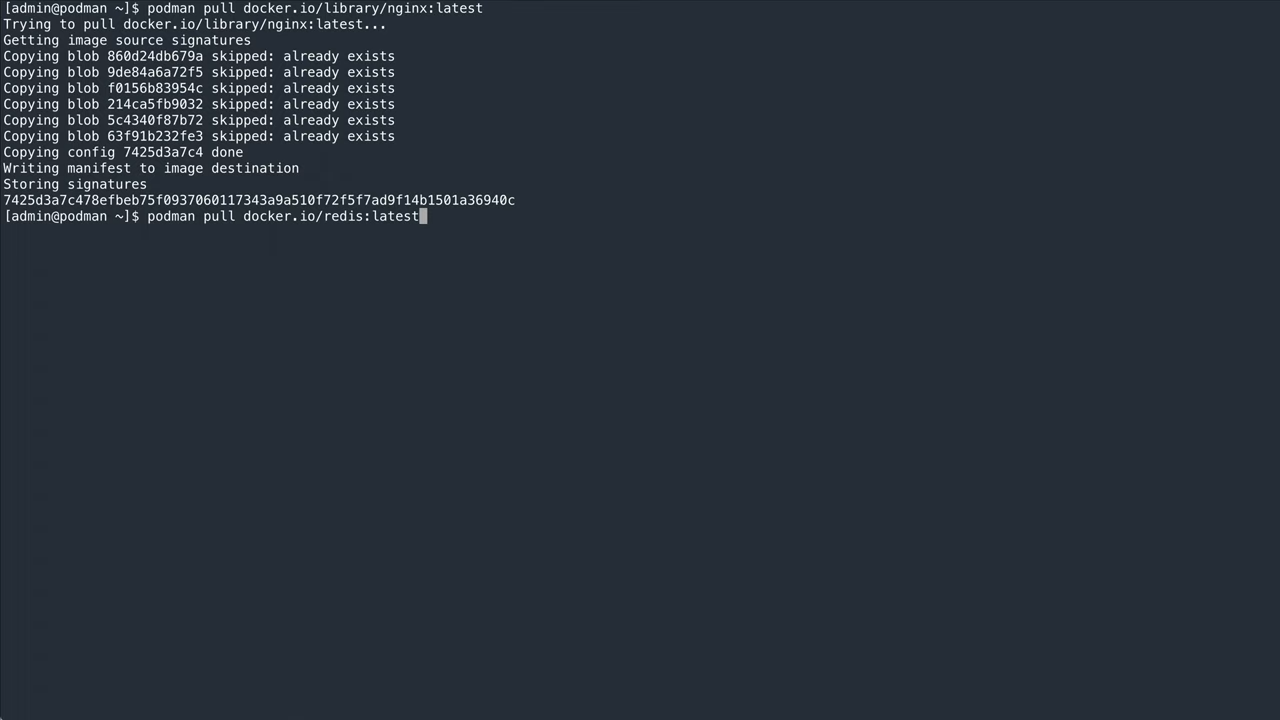 [admin@podman ~]$ podman pull docker.io/library/nginx:latest
Trying to pull docker.io/library/nginx:latest...
Getting image source signatures
Copying blob 860d24db679a skipped: already exists
Copying blob 9de84a6a72f5 skipped: already exists
Copying blob f0156b83954c skipped: already exists
Copying blob 214ca5fb9032 skipped: already exists
Copying blob 5c4340f87b72 skipped: already exists
Copying blob 63f91b232fe3 skipped: already exists
Copying config 7425d3a7c4 done
Writing manifest to image destination
Storing signatures
7425d3a7c478efbeb75f0937060117343a9a510f72f5f7ad9f14b1501a36940c
[admin@podman ~]$ podman pull docker.io/redis:latest